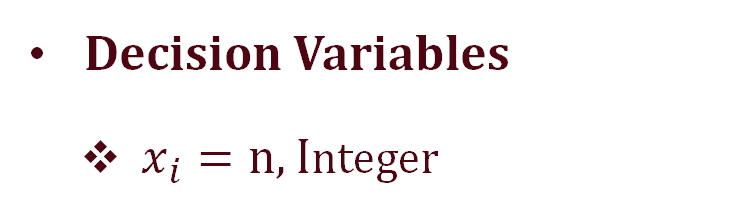 • Decision Variables
❖ xᵢ = n, Integer